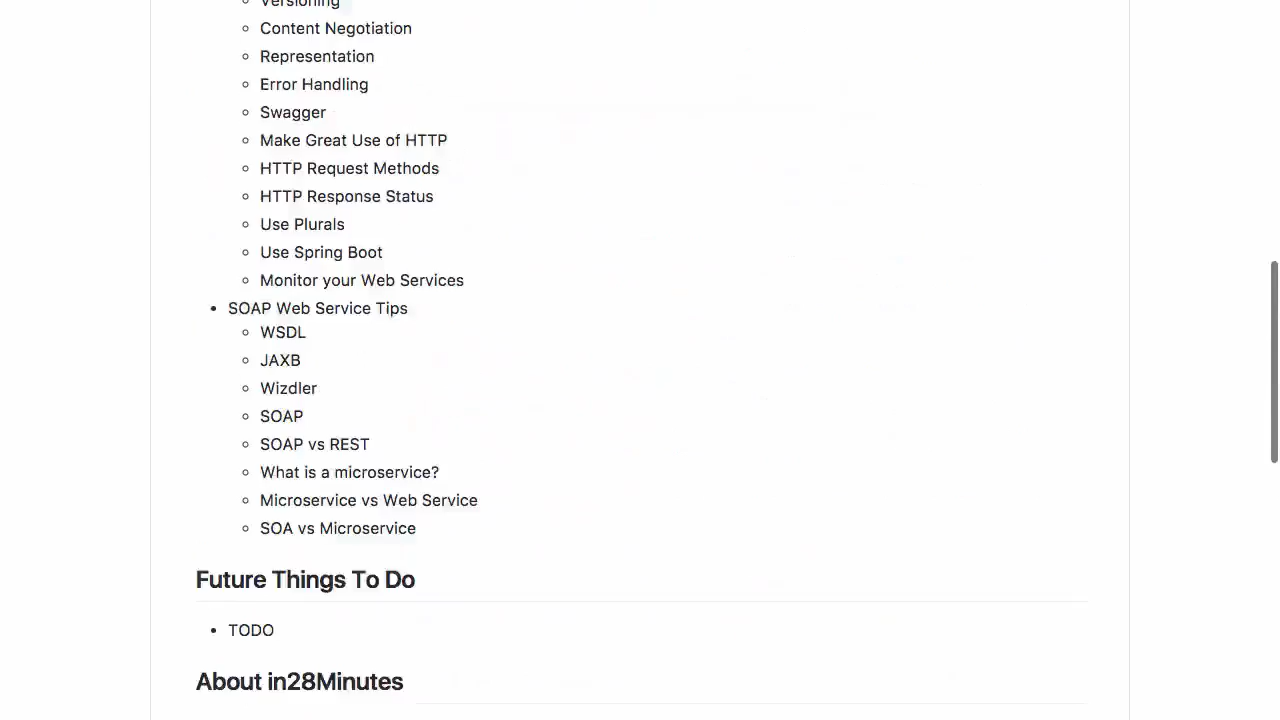 Versioning
Content Negotiation
Representation
Error Handling
Swagger
Make Great Use of HTTP
HTTP Request Methods
HTTP Response Status
Use Plurals
Use Spring Boot
Monitor your Web Services
SOAP Web Service Tips
WSDL
JAXB
Wizdler
SOAP
SOAP vs REST
What is a microservice?
Microservice vs Web Service
SOA vs Microservice
Future Things To Do
TODO
About in28Minutes